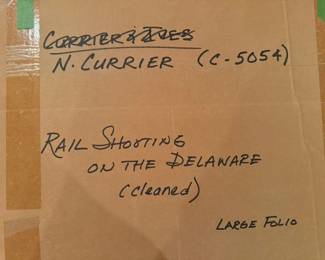 Currier & Ives
N. Currier (C-5054)
Rail Shooting
on the Delaware
(cleaned)
Large Folio